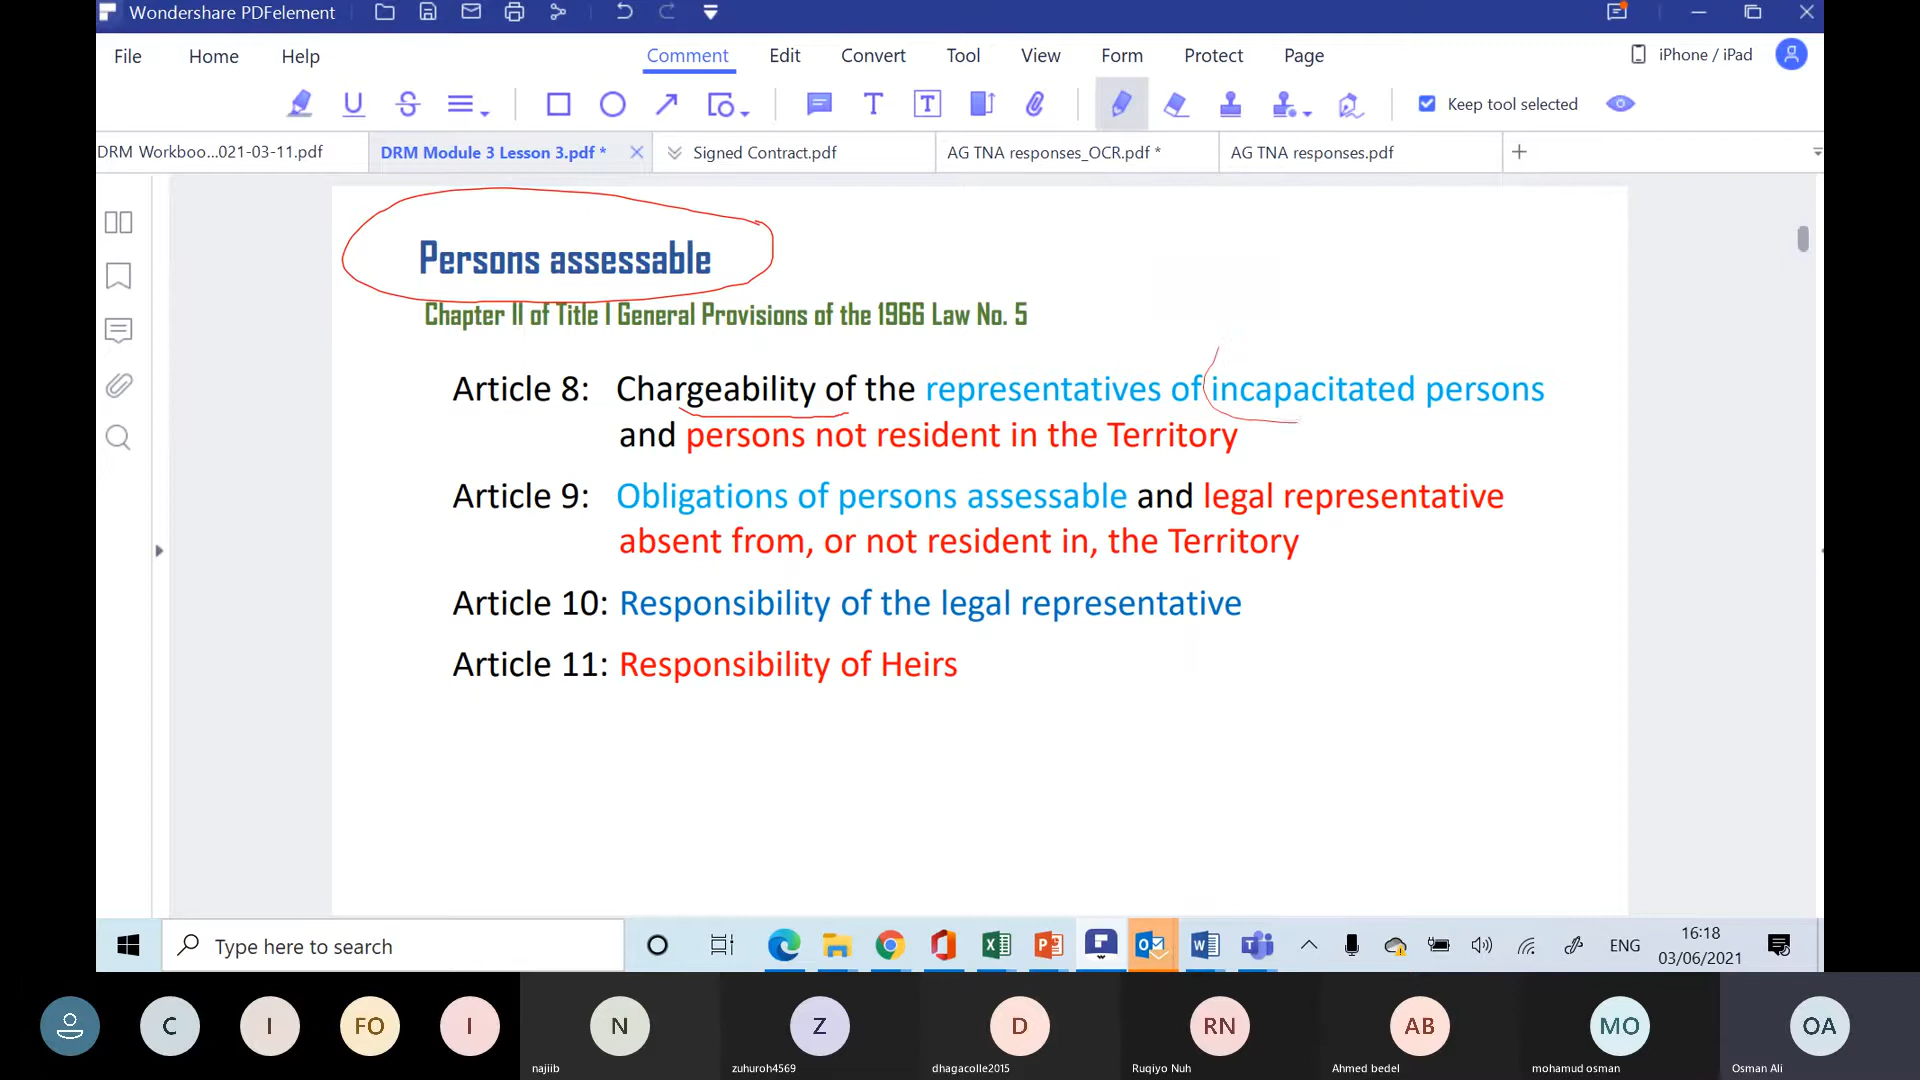 Wondershare PDFelement
File Home Help Comment Edit Convert Tool View Form Protect Page iPhone / iPad
Keep tool selected
DRM Workboo...021-03-11.pdf DRM Module 3 Lesson 3.pdf * Signed Contract.pdf AG TNA responses_OCR.pdf * AG TNA responses.pdf
Persons assessable
Chapter II of Title I General Provisions of the 1966 Law No. 5
Article 8: Chargeability of the representatives of incapacitated persons
and persons not resident in the Territory
Article 9: Obligations of persons assessable and legal representative
absent from, or not resident in, the Territory
Article 10: Responsibility of the legal representative
Article 11: Responsibility of Heirs
Type here to search
ENG
16:18
03/06/2021
C I FO I N Z D RN AB MO OA
najiib zuhuroh4569 dhagacolle2015 Ruqiyo Nuh Ahmed bedel mohamud osman Osman Ali